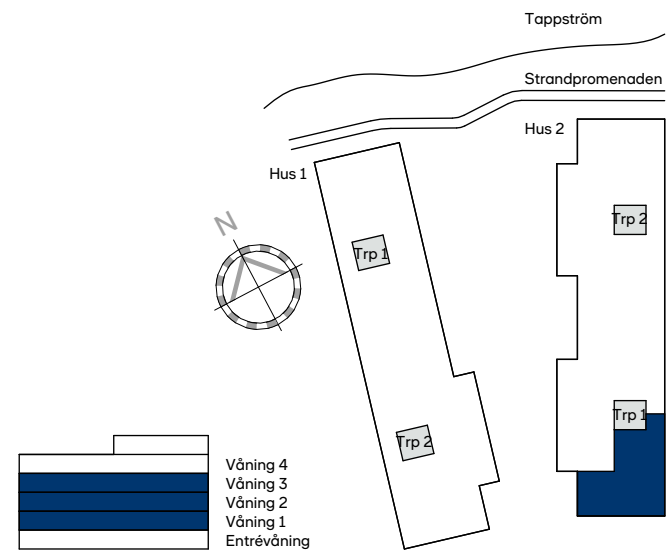 Tappström
Strandpromenaden
Hus 2
Hus 1
Trp 2
N
Trp 1
Trp 1
Trp 2
Våning 4
Våning 3
Våning 2
Våning 1
Entrévåning